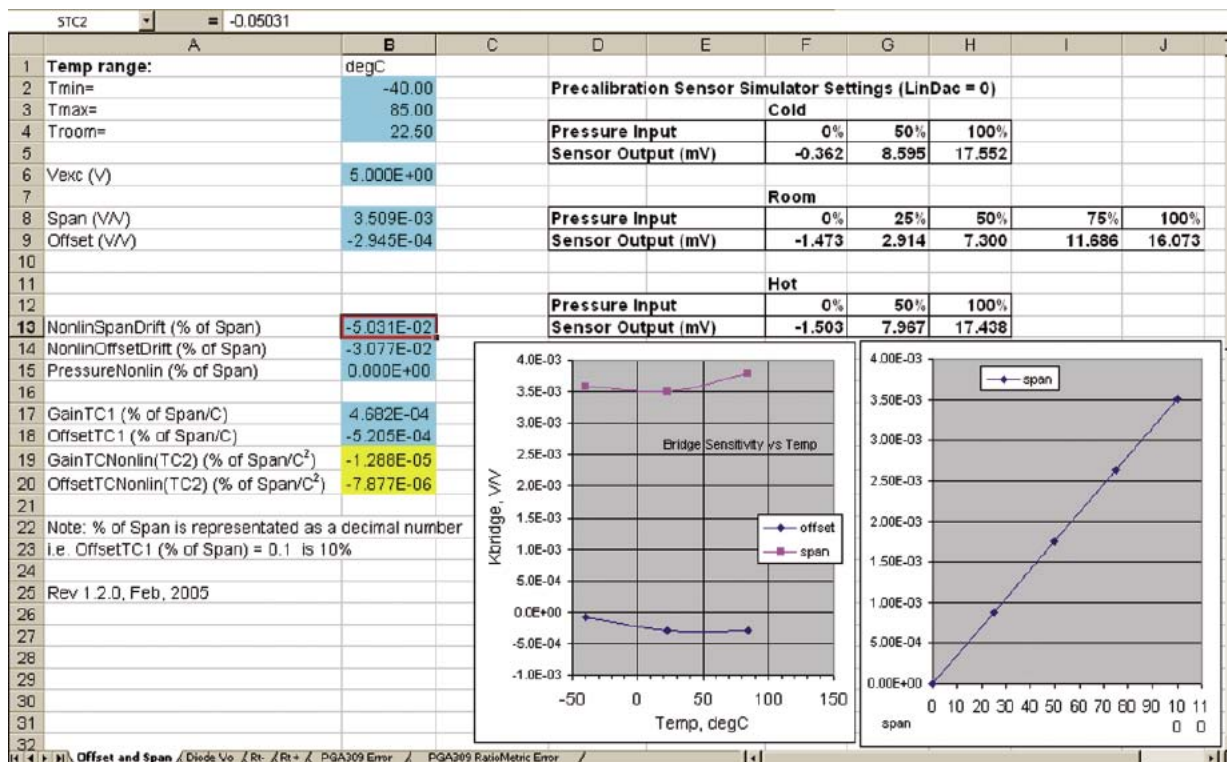 STC2 = -0.05031
A B C D E F G H I J
1 Temp range: degC
2 Tmin= -40.00 Precalibration Sensor Simulator Settings (LinDac = 0)
3 Tmax= 85.00 Cold
4 Troom= 22.50 Pressure Input 0% 50% 100%
5 Sensor Output (mV) -0.362 8.595 17.552
6 Vexc (V) 5.000E+00
7 Room
8 Span (V/V) 3.509E-03 Pressure Input 0% 25% 50% 75% 100%
9 Offset (V/V) -2.945E-04 Sensor Output (mV) -1.473 2.914 7.300 11.686 16.073
10
11 Hot
12 Pressure Input 0% 50% 100%
13 NonlinSpanDrift (% of Span) -5.031E-02 Sensor Output (mV) -1.503 7.967 17.438
14 NonlinOffsetDrift (% of Span) -3.077E-02
15 PressureNonlin (% of Span) 0.000E+00
16
17 GainTC1 (% of Span/C) 4.682E-04
18 OffsetTC1 (% of Span/C) -5.205E-04
19 GainTCNonlin(TC2) (% of Span/C²) -1.288E-05
20 OffsetTCNonlin(TC2) (% of Span/C²) -7.877E-06
21
22 Note: % of Span is representated as a decimal number
23 i.e. OffsetTC1 (% of Span) = 0.1 is 10%
24
25 Rev 1.2.0, Feb, 2005
26
27
28
29
30
31
32
4.0E-03
3.5E-03
3.0E-03
2.5E-03
2.0E-03
1.5E-03
1.0E-03
5.0E-04
0.0E+00
-5.0E-04
-1.0E-03
Kbridge, V/V
Bridge Sensitivity vs Temp
offset
span
-50 0 50 100 150
Temp, degC
4.00E-03
3.50E-03
3.00E-03
2.50E-03
2.00E-03
1.50E-03
1.00E-03
5.00E-04
0.00E+00
span
0 10 20 30 40 50 60 70 80 90 10 11
0 0
span
Offset and Span Diode Vo Rt- Rt+ PGA309 Error PGA309 RatioMetric Error